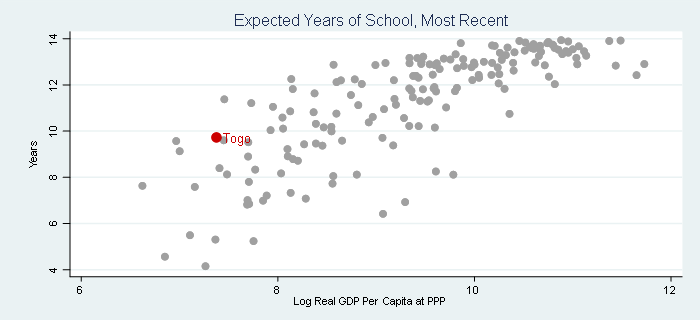 Expected Years of School, Most Recent
14
12
10
8
6
4
Years
Togo
6
8
10
12
Log Real GDP Per Capita at PPP